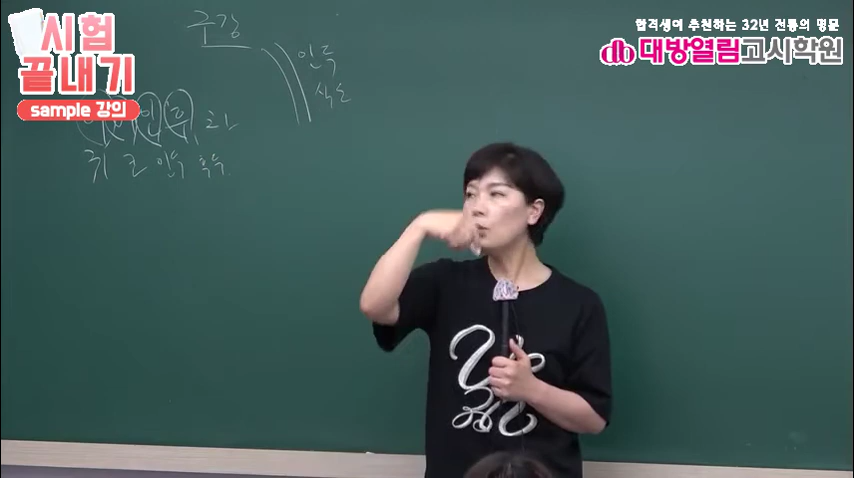 시험
끝내기
sample 강의
합격생이 추천하는 32년 전통의 명문
db 대방열림고시학원
구강
인두
식도
귀 코 인두 후두